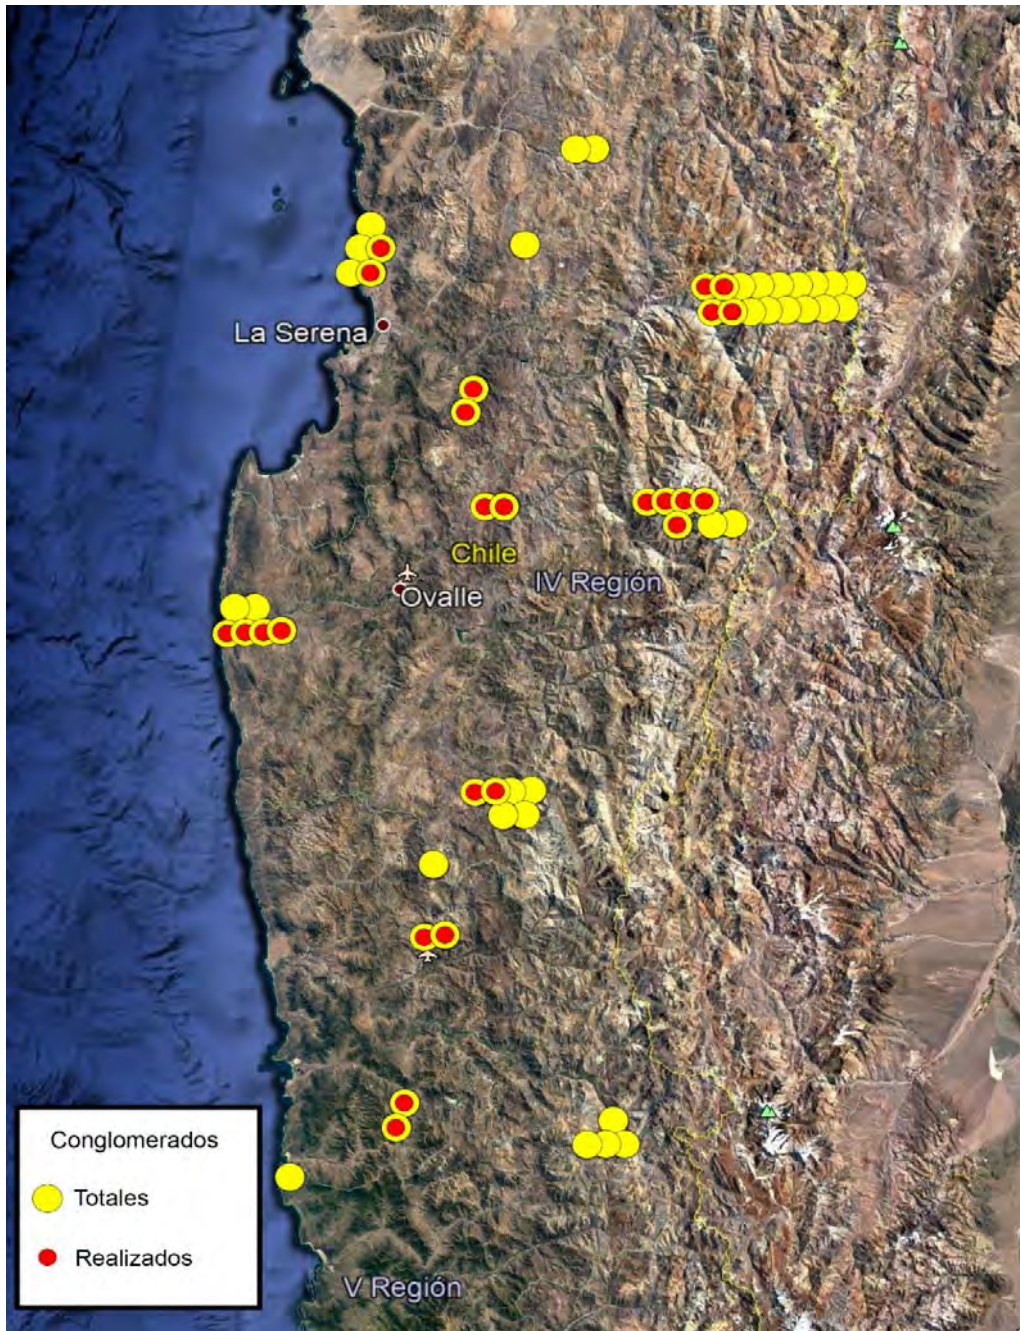 La Serena
Chile
IV Región
Ovalle
Conglomerados
Totales
Realizados
V Región